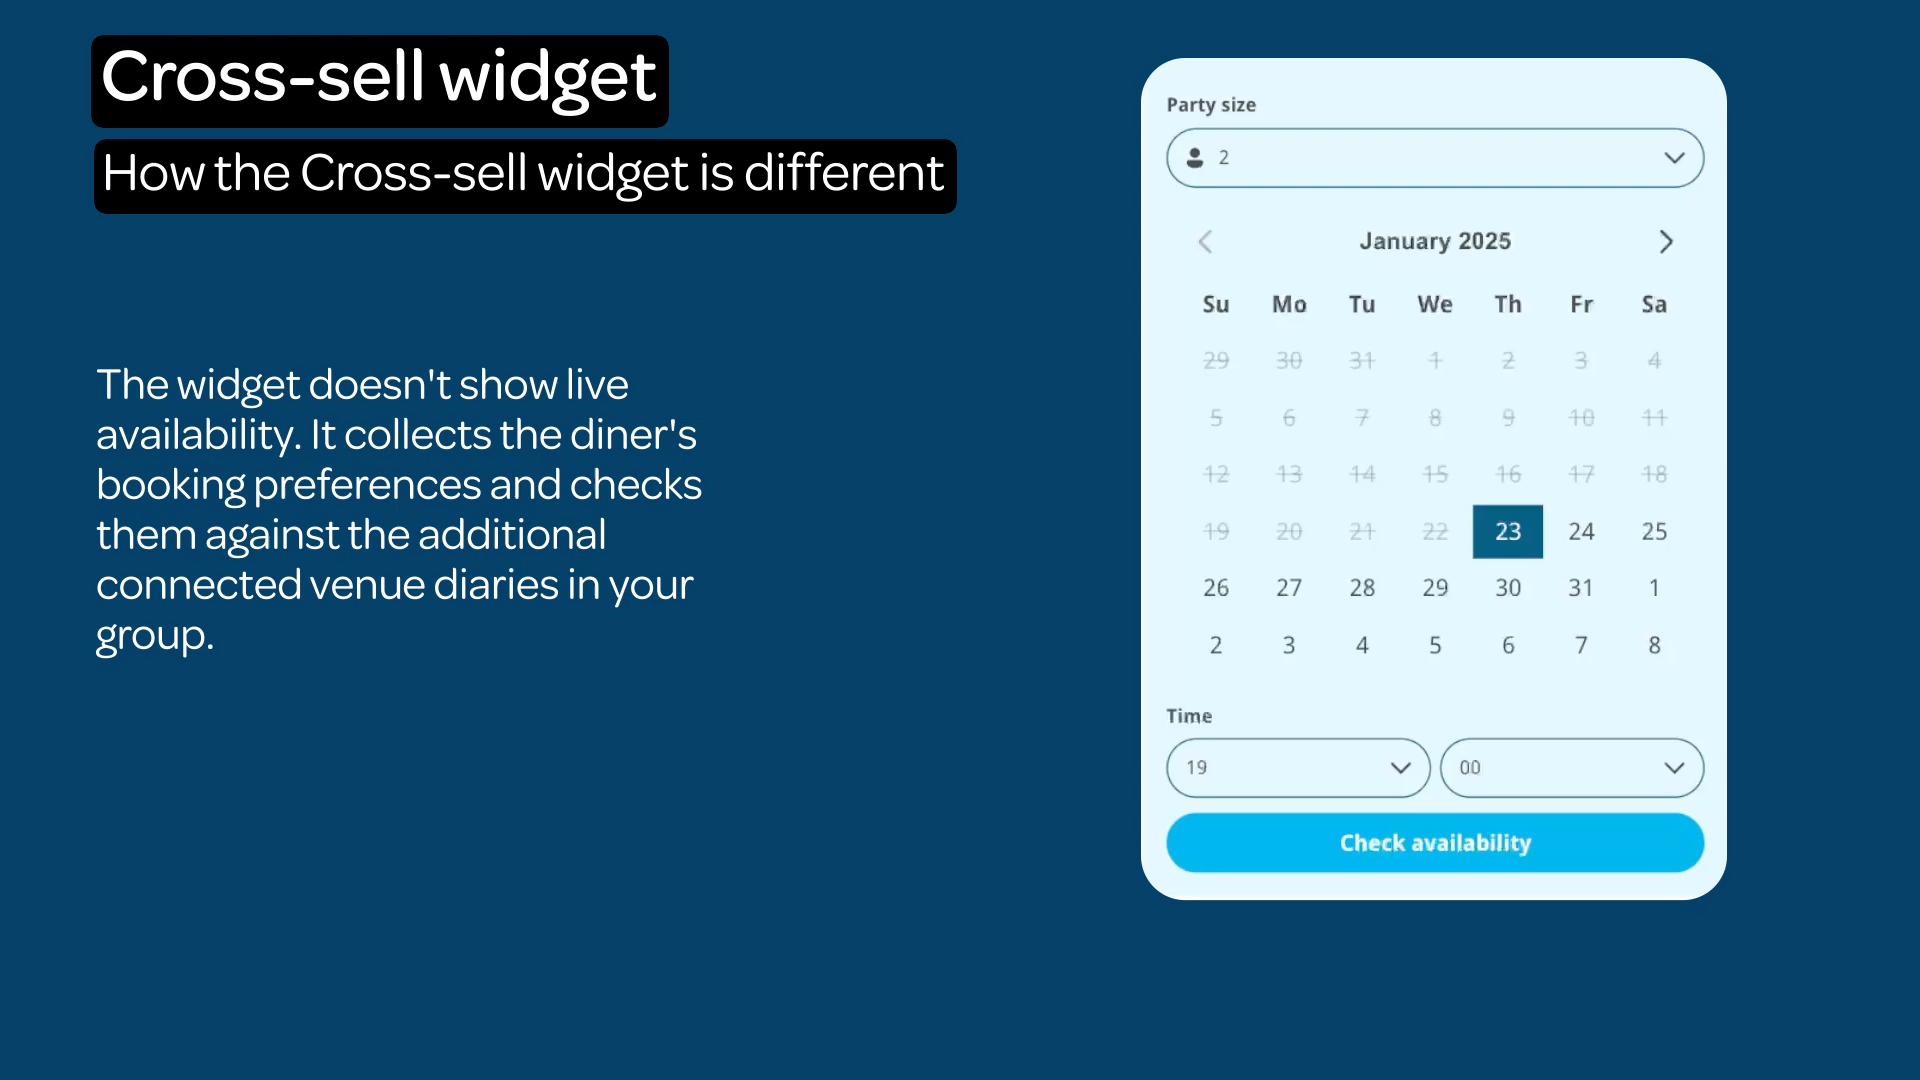 Cross-sell widget
How the Cross-sell widget is different
The widget doesn't show live
availability. It collects the diner's
booking preferences and checks
them against the additional
connected venue diaries in your
group.
Party size
2
January 2025
Su Mo Tu We Th Fr Sa
29 30 31 1 2 3 4
5 6 7 8 9 10 11
12 13 14 15 16 17 18
19 20 21 22 23 24 25
26 27 28 29 30 31 1
2 3 4 5 6 7 8
Time
19 00
Check availability